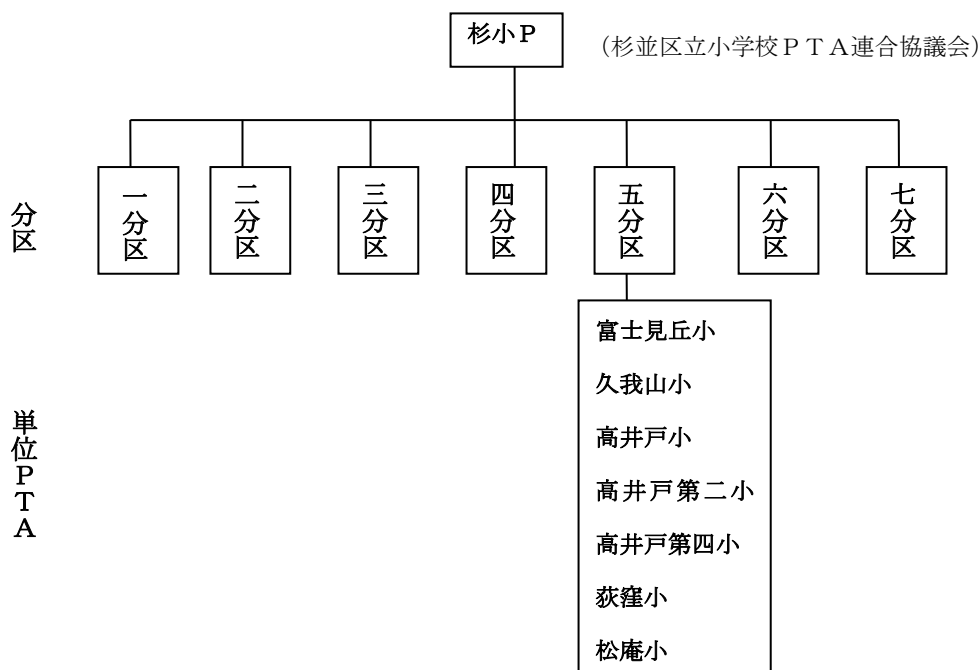 杉小Ｐ
(杉並区立小学校ＰＴＡ連合協議会)
分区
一分区
二分区
三分区
四分区
五分区
六分区
七分区
単位ＰＴＡ
富士見丘小
久我山小
高井戸小
高井戸第二小
高井戸第四小
荻窪小
松庵小